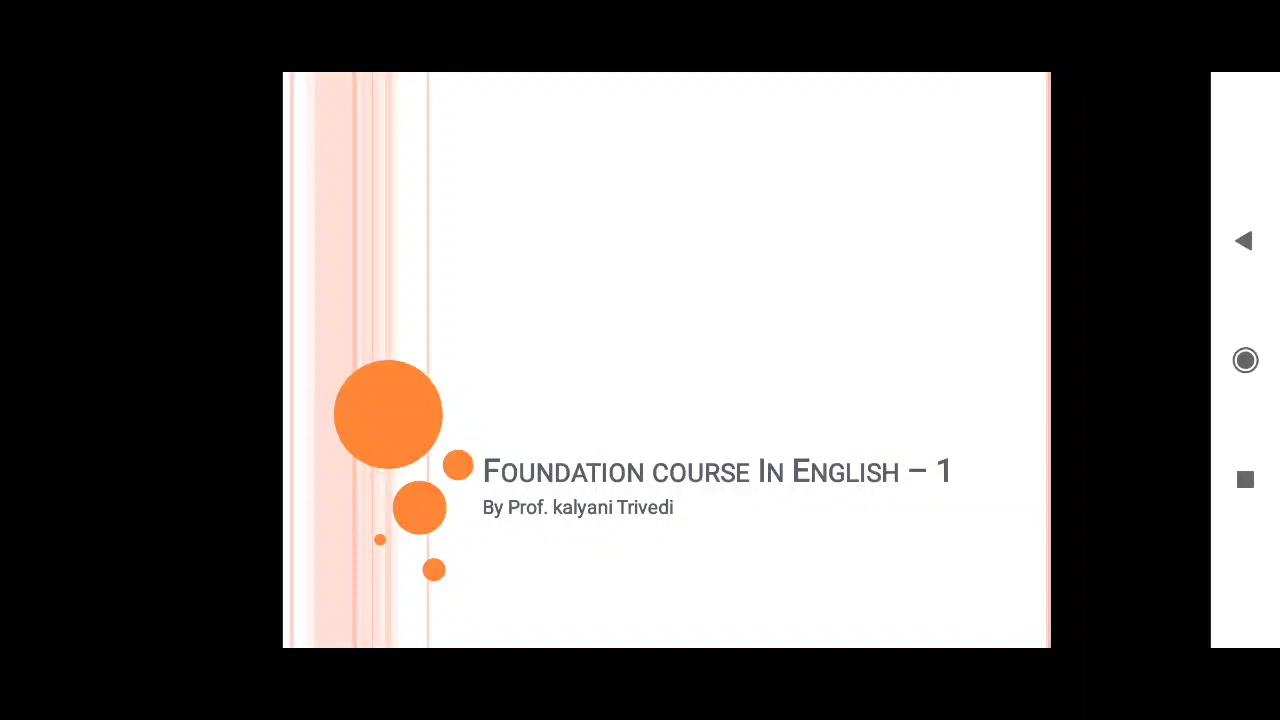 Foundation course In English – 1
By Prof. kalyani Trivedi